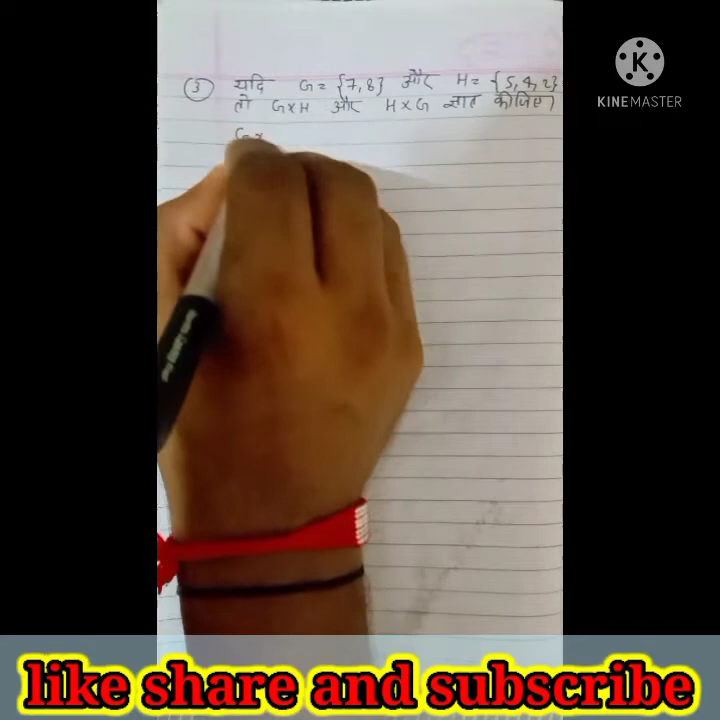 ③ यदि G = {7,8} और H = {5,4,2}
तो G×H और H×G ज्ञात कीजिए।
G×
K
KINEMASTER
like share and subscribe